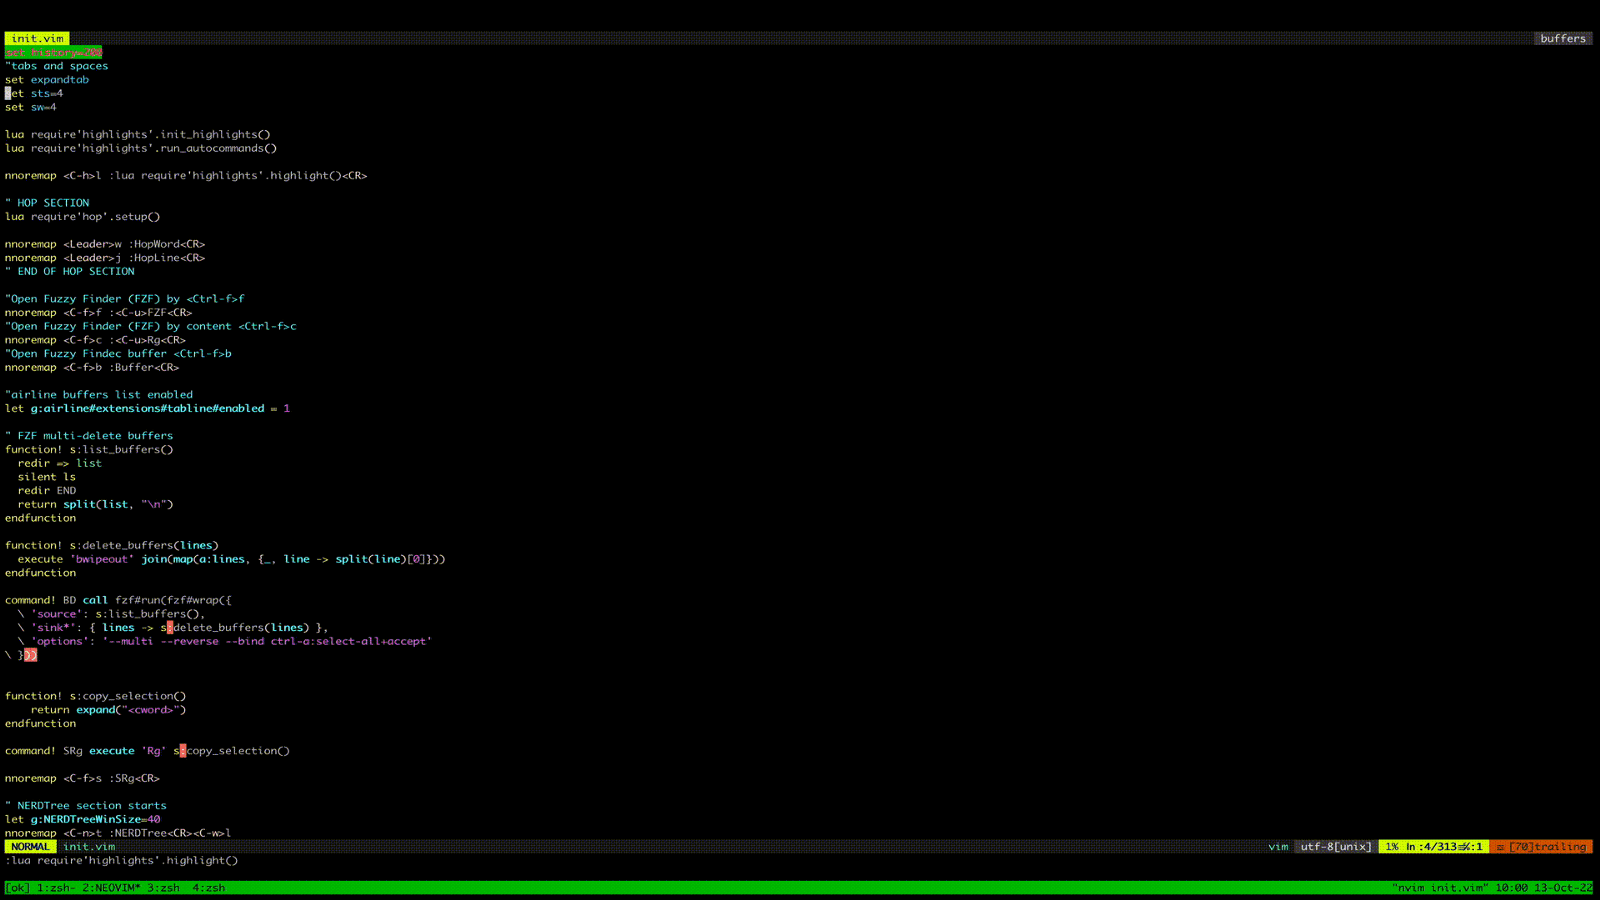 init.vim buffers
set history=20
"tabs and spaces
set expandtab
set sts=4
set sw=4
lua require'highlights'.init_highlights()
lua require'highlights'.run_autocommands()
nnoremap <C-h>l :lua require'highlights'.highlight()<CR>
" HOP SECTION
lua require'hop'.setup()
nnoremap <Leader>w :HopWord<CR>
nnoremap <Leader>j :HopLine<CR>
" END OF HOP SECTION
"Open Fuzzy Finder (FZF) by <Ctrl-f>f
nnoremap <C-f>f :<C-u>FZF<CR>
"Open Fuzzy Finder (FZF) by content <Ctrl-f>c
nnoremap <C-f>c :<C-u>Rg<CR>
"Open Fuzzy Findec buffer <Ctrl-f>b
nnoremap <C-f>b :Buffer<CR>
"airline buffers list enabled
let g:airline#extensions#tabline#enabled = 1
" FZF multi-delete buffers
function! s:list_buffers()
  redir => list
  silent ls
  redir END
  return split(list, "\n")
endfunction
function! s:delete_buffers(lines)
  execute 'bwipeout' join(map(a:lines, {_, line -> split(line)[0]}))
endfunction
command! BD call fzf#run(fzf#wrap({
  \ 'source': s:list_buffers(),
  \ 'sink*': { lines -> s:delete_buffers(lines) },
  \ 'options': '--multi --reverse --bind ctrl-a:select-all+accept'
\ }))
function! s:copy_selection()
    return expand("<cword>")
endfunction
command! SRg execute 'Rg' s:copy_selection()
nnoremap <C-f>s :SRg<CR>
" NERDTree section starts
let g:NERDTreeWinSize=40
nnoremap <C-n>t :NERDTree<CR><C-w>l
NORMAL init.vim vim utf-8[unix] 1% ln :4/313≡℅:1 ☲ [70]trailing
:lua require'highlights'.highlight()
[ok] 1:zsh- 2:NEOVIM* 3:zsh 4:zsh "nvim init.vim" 10:00 13-Oct-22